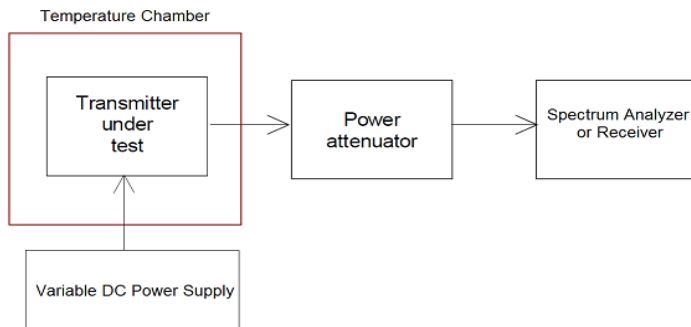 Temperature Chamber
Transmitter
under
test
Power
attenuator
Spectrum Analyzer
or Receiver
Variable DC Power Supply